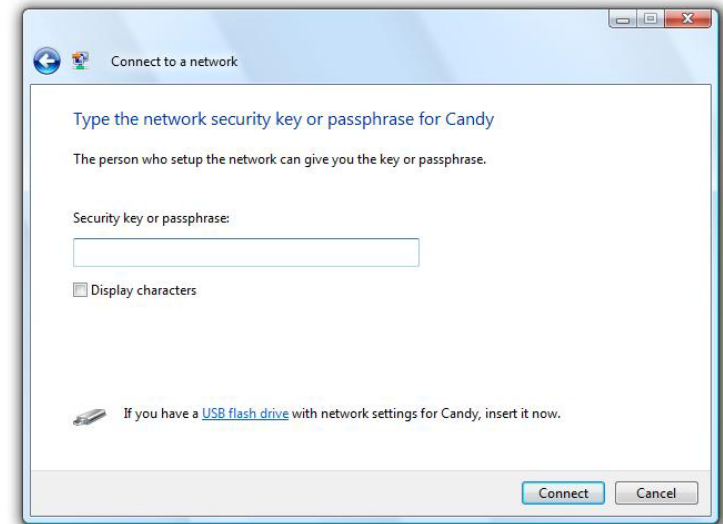 Connect to a network
Type the network security key or passphrase for Candy
The person who setup the network can give you the key or passphrase.
Security key or passphrase:
Display characters
If you have a USB flash drive with network settings for Candy, insert it now.
Connect Cancel